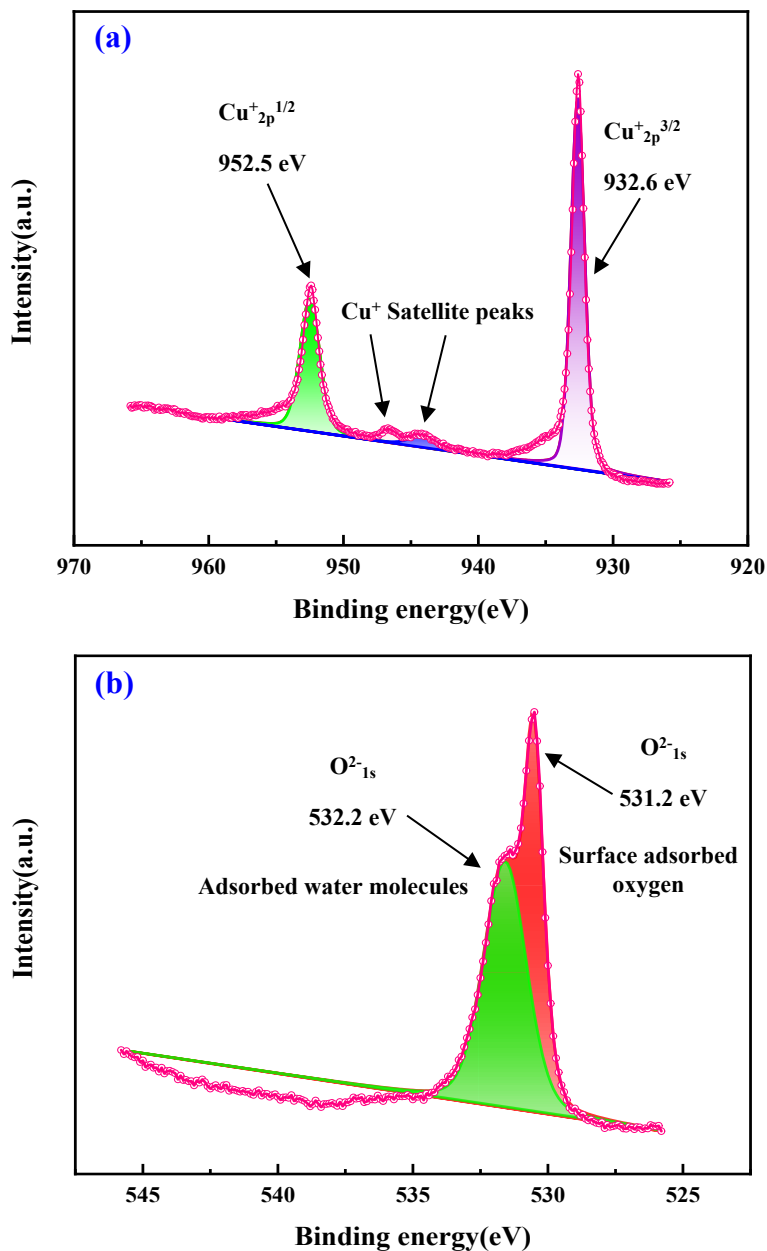 (a)
Cu⁺₂ₚ¹/²
952.5 eV
Cu⁺₂ₚ³/²
932.6 eV
Cu⁺ Satellite peaks
Intensity(a.u.)
970 960 950 940 930 920
Binding energy(eV)
(b)
O²⁻₁ₛ
532.2 eV
Adsorbed water molecules
O²⁻₁ₛ
531.2 eV
Surface adsorbed
oxygen
Intensity(a.u.)
545 540 535 530 525
Binding energy(eV)